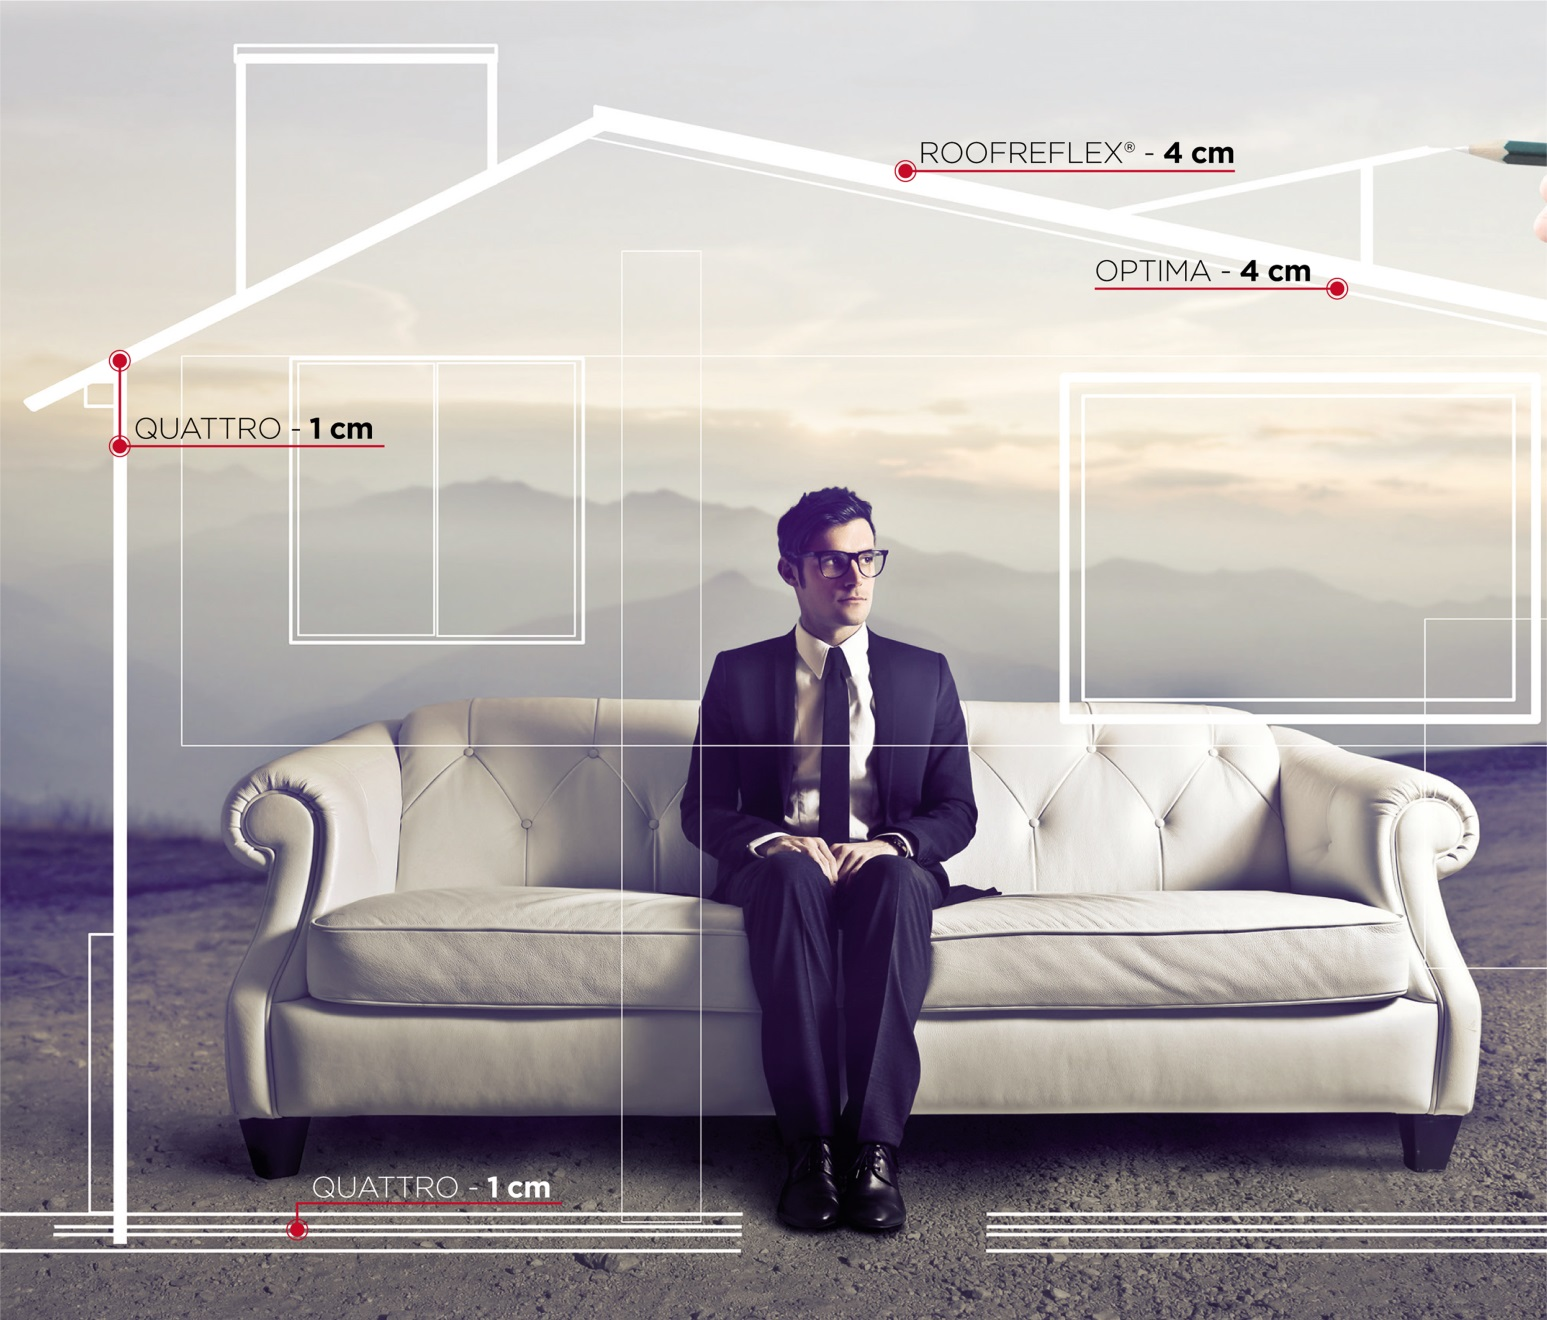 ROOFREFLEX® - 4 cm
OPTIMA - 4 cm
QUATTRO - 1 cm
QUATTRO - 1 cm